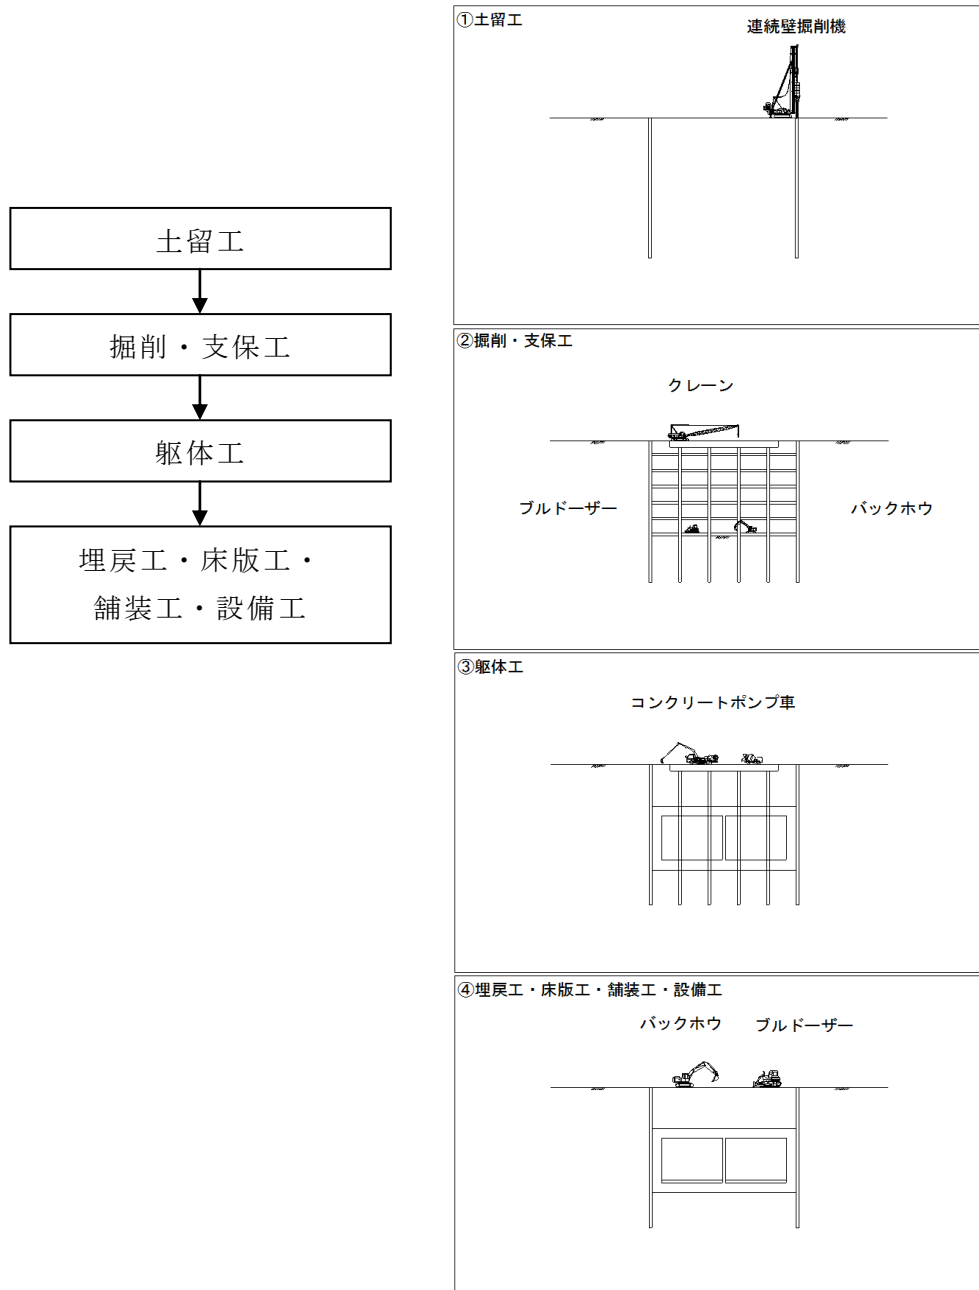 土留工
掘削・支保工
躯体工
埋戻工・床版工・
舗装工・設備工
①土留工
連続壁掘削機
②掘削・支保工
クレーン
ブルドーザー
バックホウ
③躯体工
コンクリートポンプ車
④埋戻工・床版工・舗装工・設備工
バックホウ
ブルドーザー